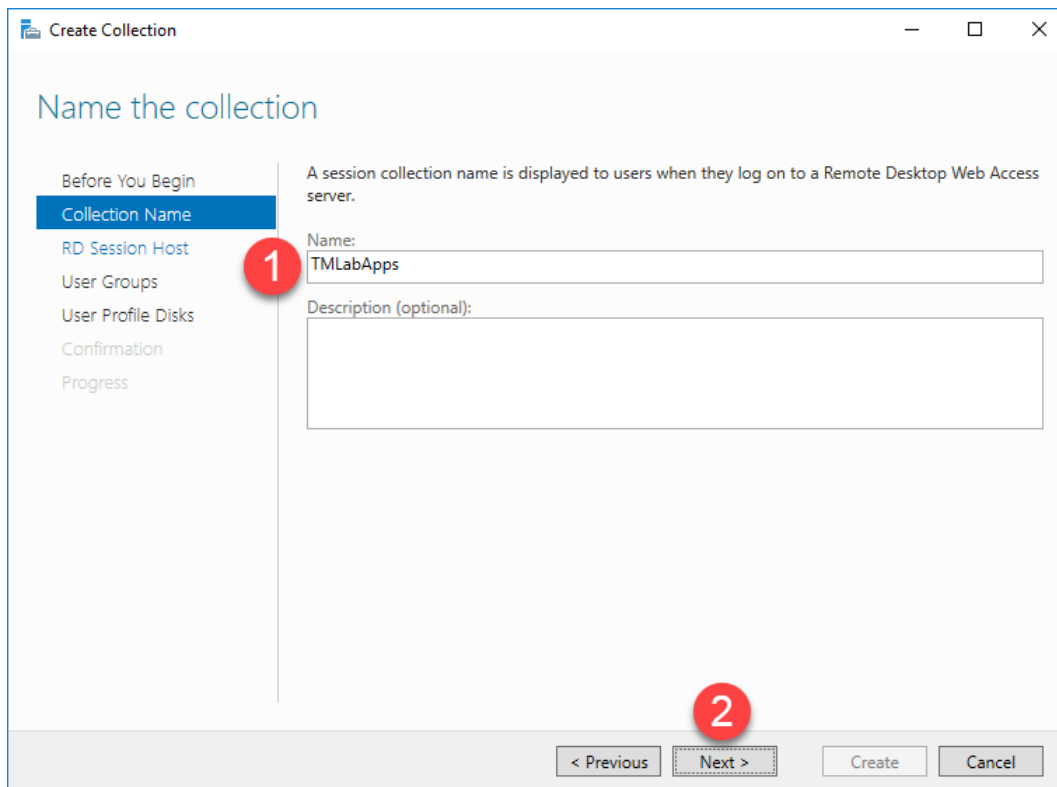 Create Collection
Name the collection
Before You Begin
Collection Name
RD Session Host
User Groups
User Profile Disks
Confirmation
Progress
A session collection name is displayed to users when they log on to a Remote Desktop Web Access
server.
Name:
1
TMLabApps
Description (optional):
2
< Previous
Next >
Create
Cancel